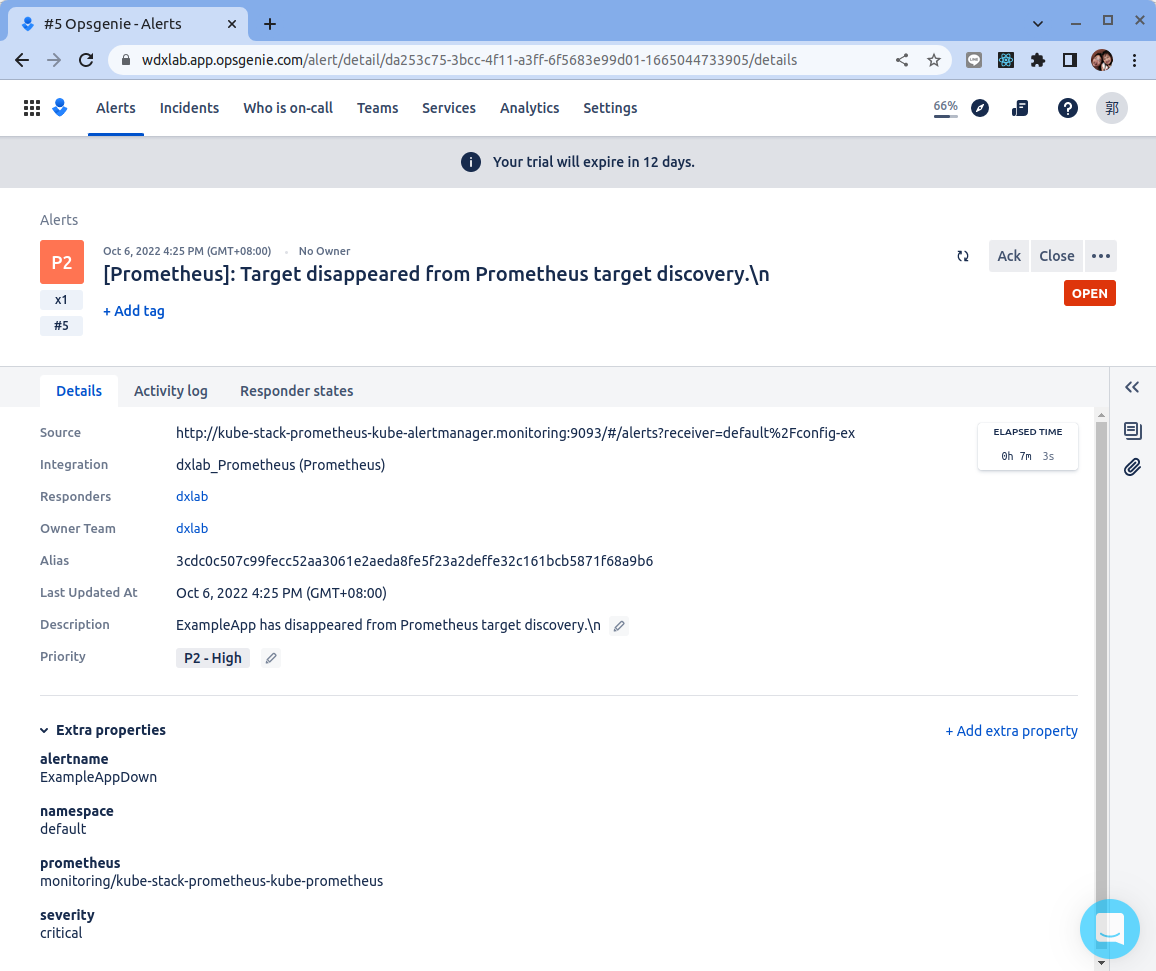 #5 Opsgenie - Alerts
wdxlab.app.opsgenie.com/alert/detail/da253c75-3bcc-4f11-a3ff-6f5683e99d01-1665044733905/details
Alerts Incidents Who is on-call Teams Services Analytics Settings 66% 郭
Your trial will expire in 12 days.
Alerts
P2
x1
#5
Oct 6, 2022 4:25 PM (GMT+08:00) No Owner
[Prometheus]: Target disappeared from Prometheus target discovery.\n
+ Add tag
Ack Close
OPEN
Details Activity log Responder states
Source http://kube-stack-prometheus-kube-alertmanager.monitoring:9093/#/alerts?receiver=default%2Fconfig-ex
ELAPSED TIME
0h 7m 3s
Integration dxlab_Prometheus (Prometheus)
Responders dxlab
Owner Team dxlab
Alias 3cdc0c507c99fecc52aa3061e2aeda8fe5f23a2deffe32c161bcb5871f68a9b6
Last Updated At Oct 6, 2022 4:25 PM (GMT+08:00)
Description ExampleApp has disappeared from Prometheus target discovery.\n
Priority P2 - High
Extra properties + Add extra property
alertname
ExampleAppDown
namespace
default
prometheus
monitoring/kube-stack-prometheus-kube-prometheus
severity
critical